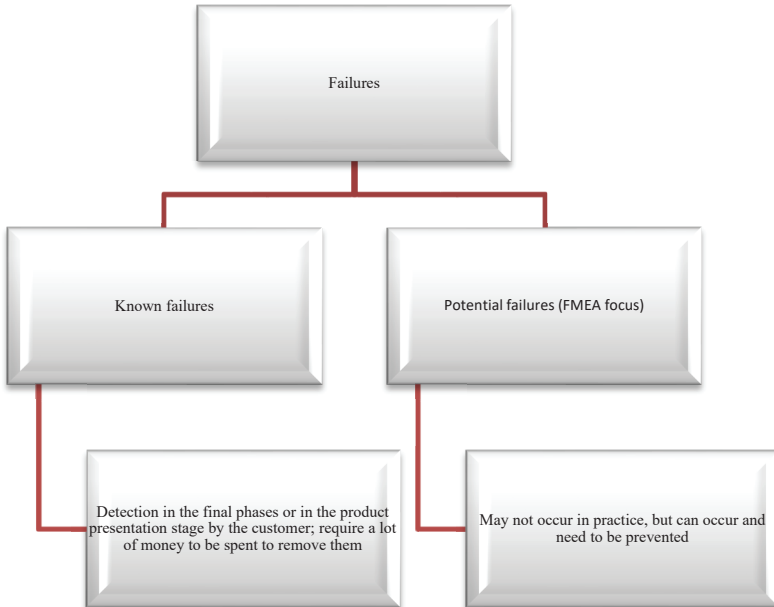 Failures
Known failures
Potential failures (FMEA focus)
Detection in the final phases or in the product
presentation stage by the customer; require a lot
of money to be spent to remove them
May not occur in practice, but can occur and
need to be prevented